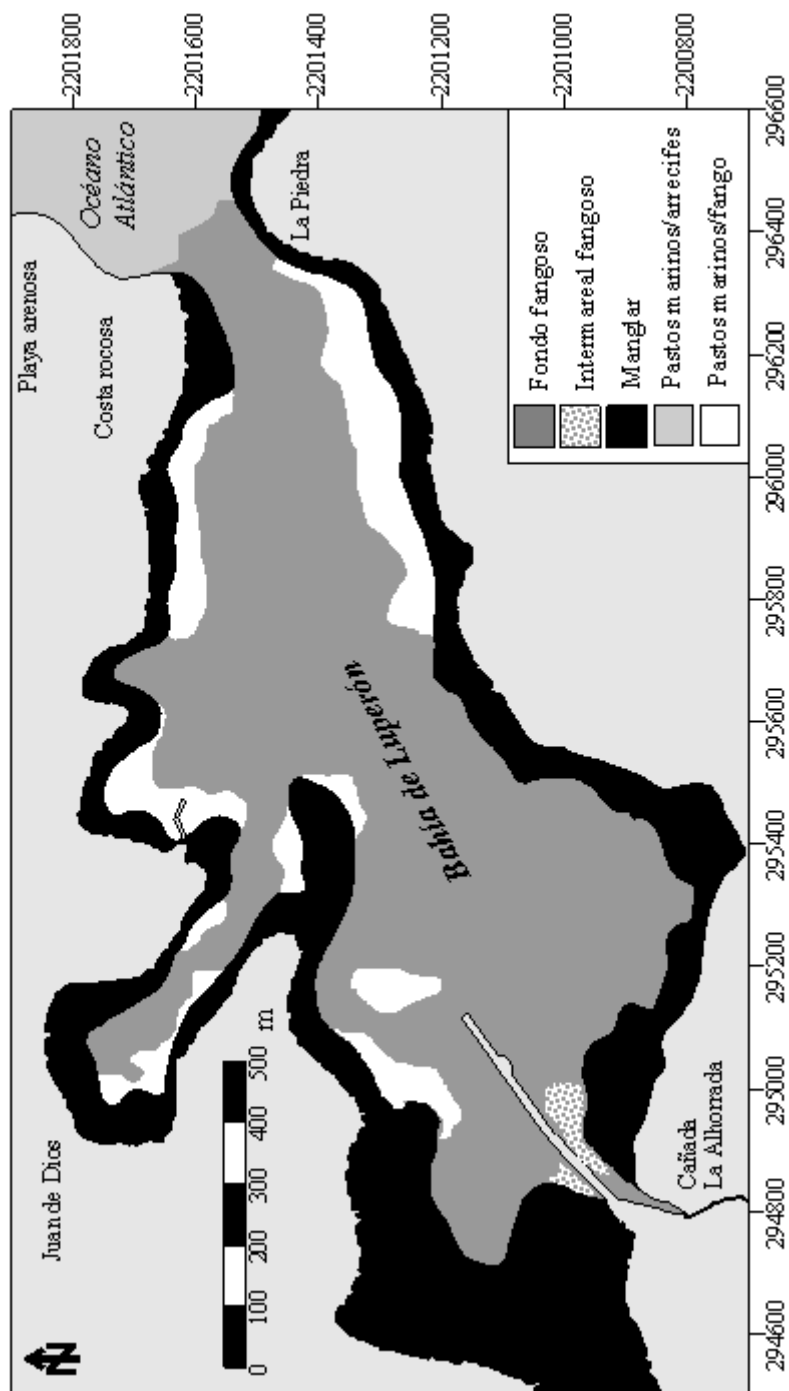 Playa arenosa
Océano
Atlántico
Costa rocosa
La Piedra
Juan de Dios
Bahía de Luperón
Cañada
La Alhorrada
N
0 100 200 300 400 500 m
Fondo fangoso
Intermareal fangoso
Manglar
Pastos marinos/arrecifes
Pastos marinos/fango
2201800
2201600
2201400
2201200
2201000
2200800
294600 294800 295000 295200 295400 295600 295800 296000 296200 296400 296600